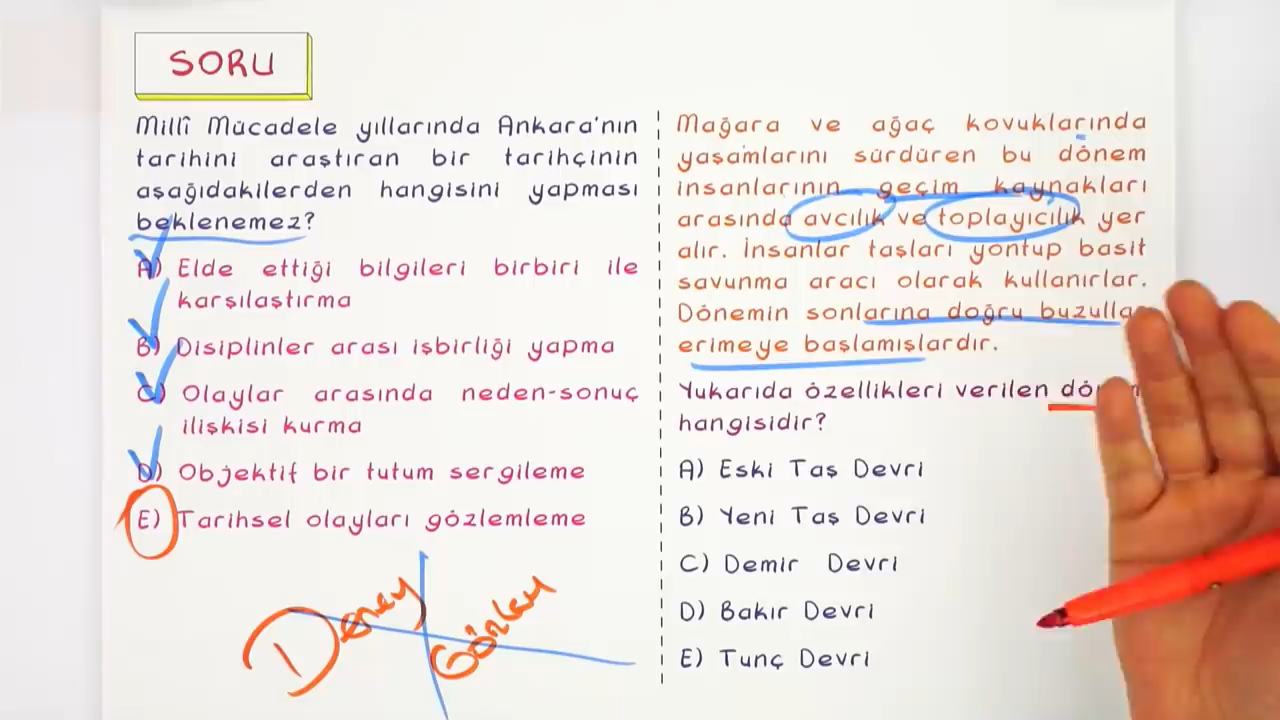 SORU
Millî Mücadele yıllarında Ankara'nın
tarihini araştıran bir tarihçinin
aşağıdakilerden hangisini yapması
beklenemez?
A) Elde ettiği bilgileri birbiri ile
karşılaştırma
B) Disiplinler arası işbirliği yapma
C) Olaylar arasında neden-sonuç
ilişkisi kurma
D) Objektif bir tutum sergileme
E) Tarihsel olayları gözlemleme
Deney
Gözlem
Mağara ve ağaç kovuklarında
yaşamlarını sürdüren bu dönem
insanlarının geçim kaynakları
arasında avcılık ve toplayıcılık yer
alır. İnsanlar taşları yontup basit
savunma aracı olarak kullanırlar.
Dönemin sonlarına doğru
erimeye başlamışlardır.
Yukarıda özellikleri verilen
hangisidir?
A) Eski Taş Devri
B) Yeni Taş Devri
C) Demir Devri
D) Bakır Devri
E) Tunç Devri